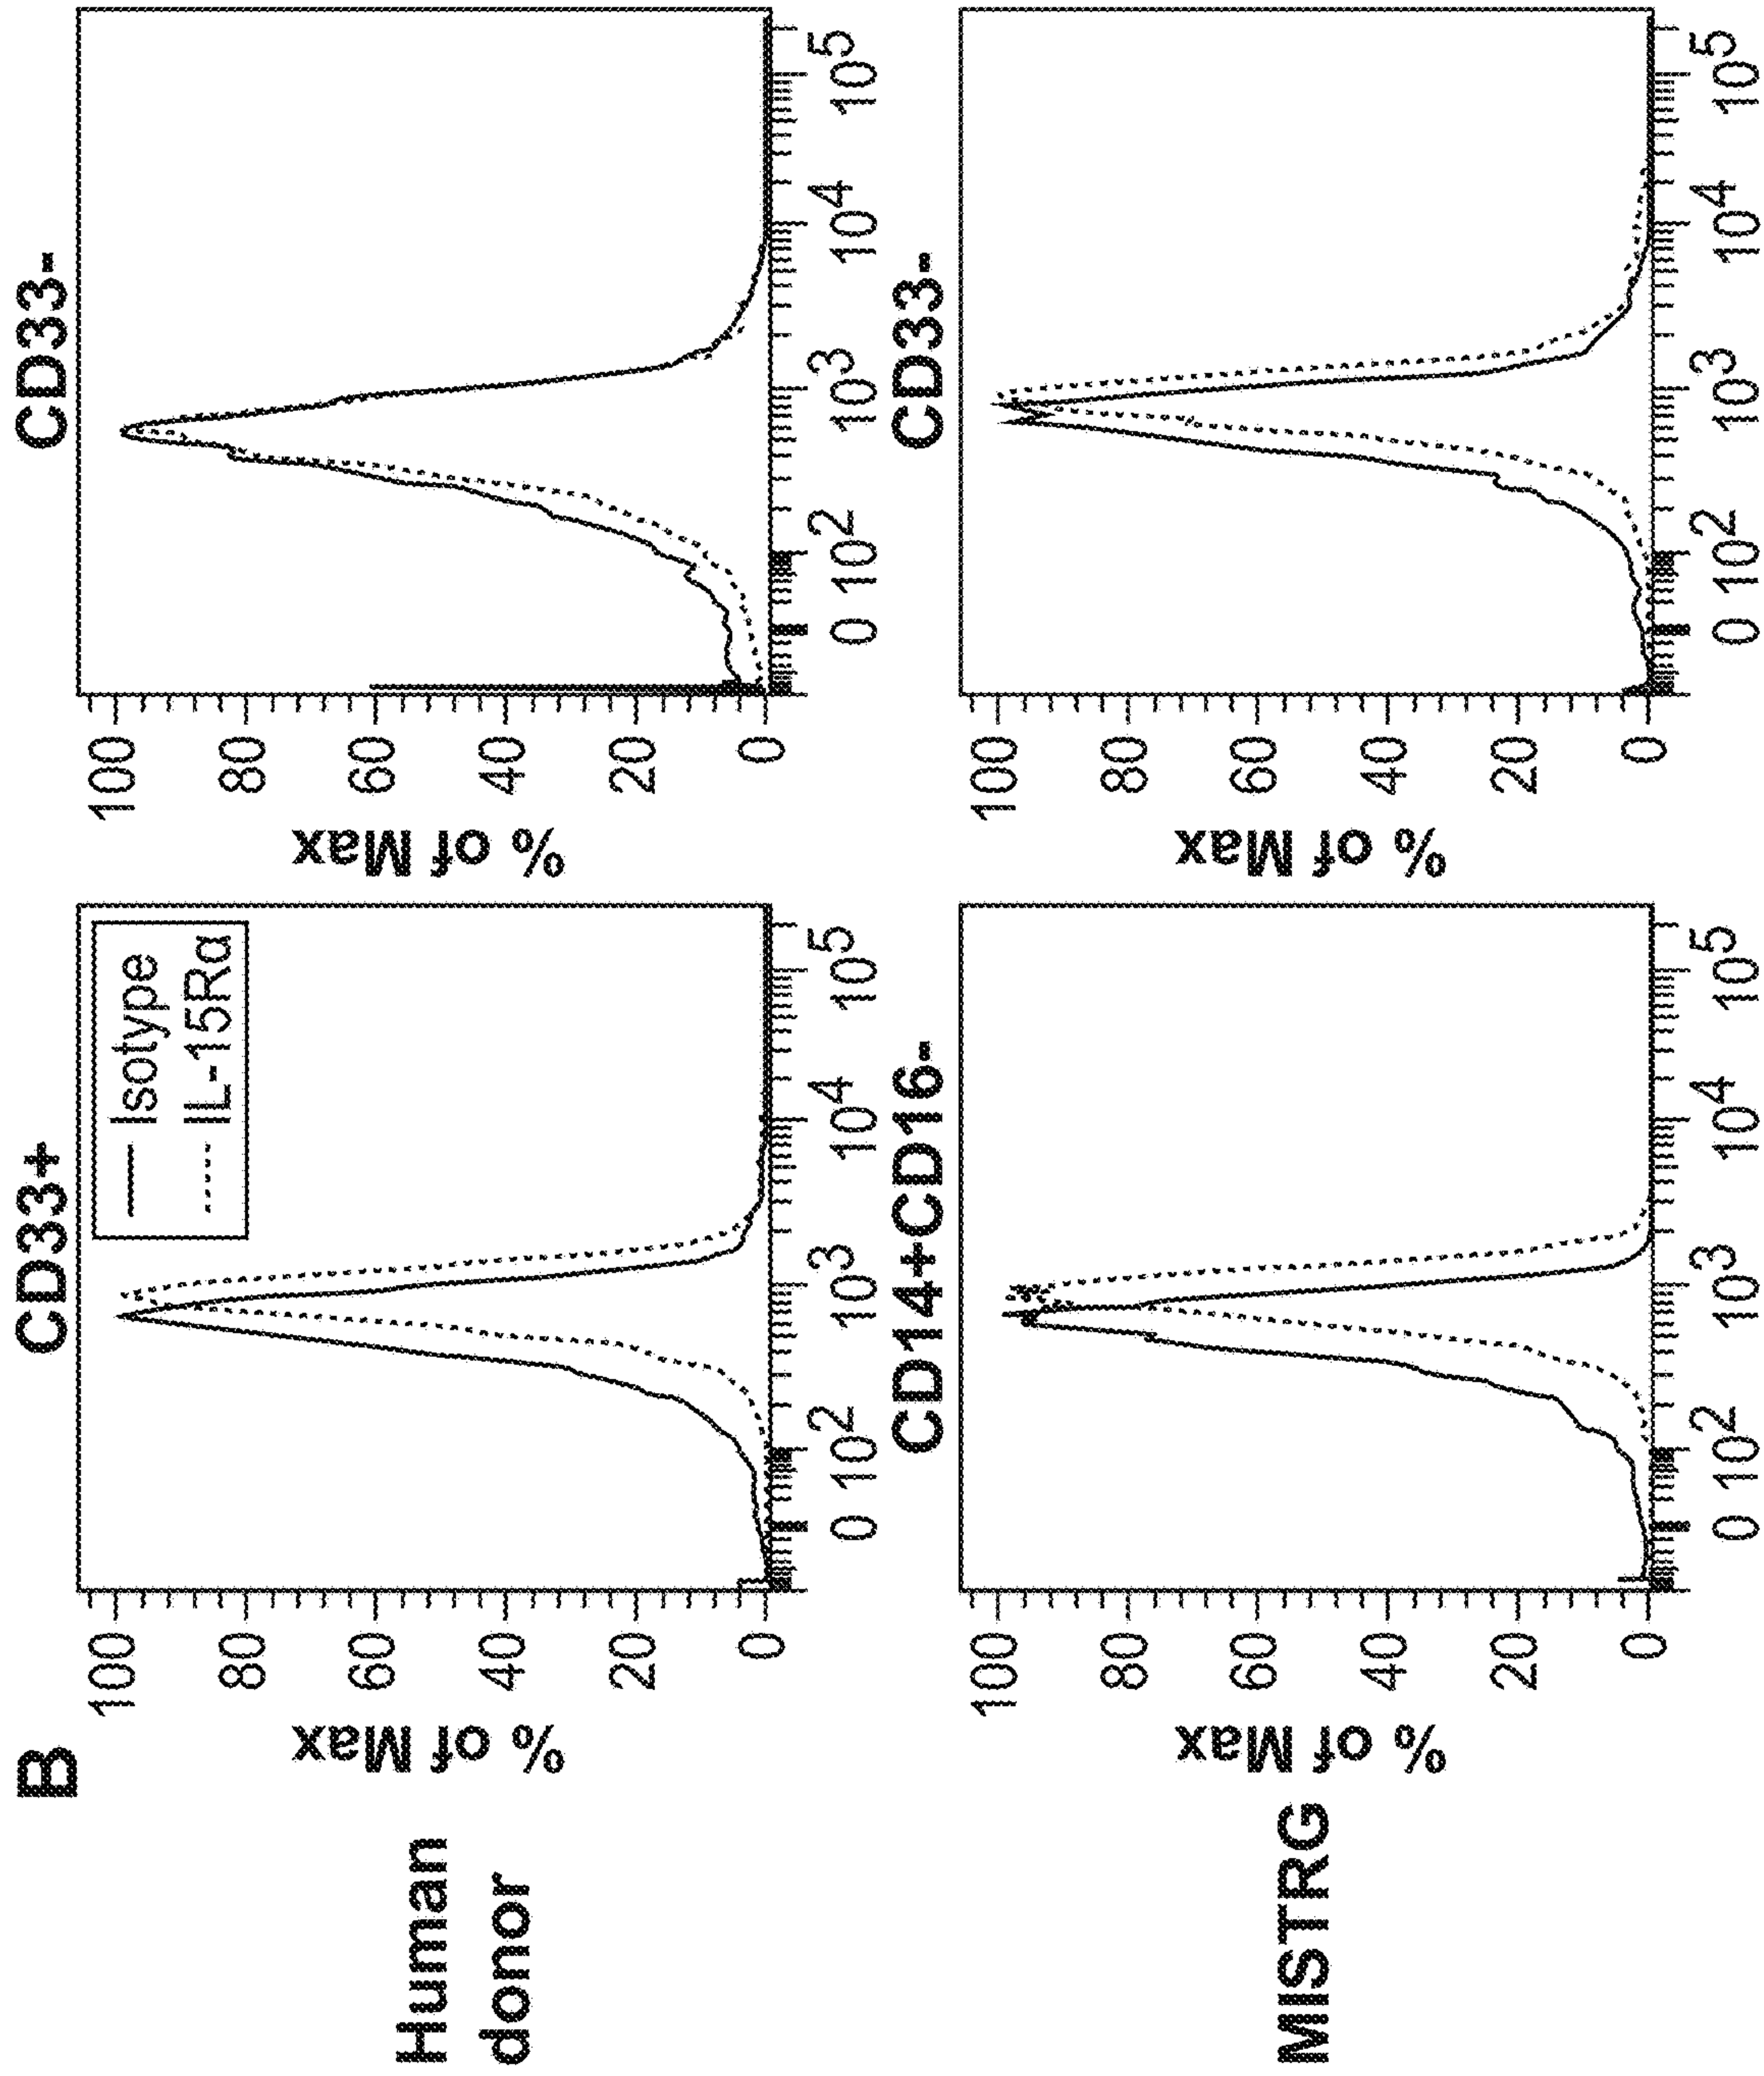 B
CD33+
CD33-
Human
donor
% of Max
100
80
60
40
20
0
Isotype
IL-15Rα
0 10² 10³ 10⁴ 10⁵
% of Max
100
80
60
40
20
0
0 10² 10³ 10⁴ 10⁵
CD14+CD16-
CD33-
MISTRG
% of Max
100
80
60
40
20
0
0 10² 10³ 10⁴ 10⁵
% of Max
100
80
60
40
20
0
0 10² 10³ 10⁴ 10⁵